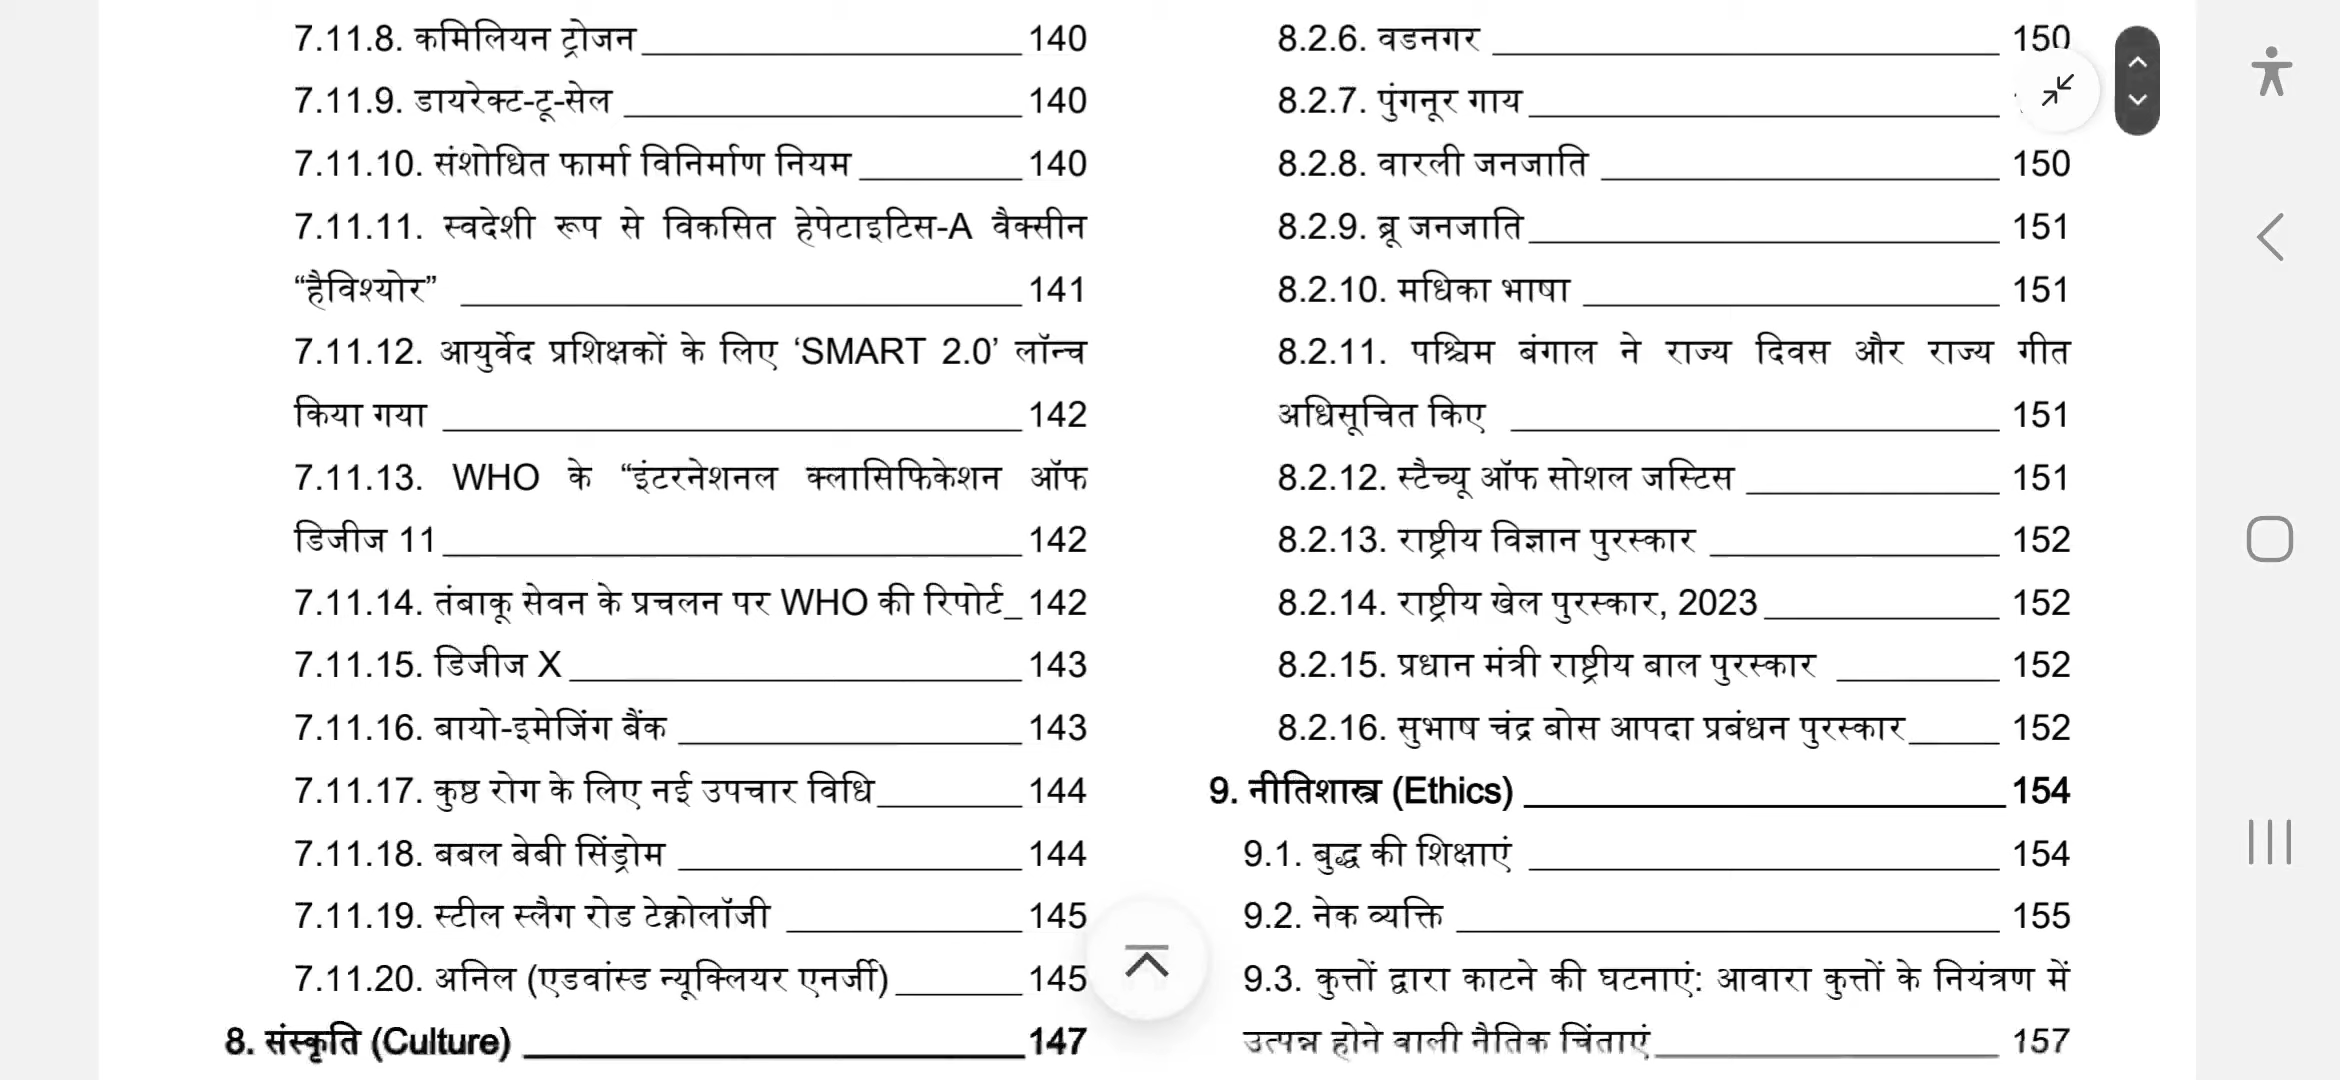 7.11.8. कमिलियन ट्रोजन 140
7.11.9. डायरेक्ट-टू-सेल 140
7.11.10. संशोधित फार्मा विनिर्माण नियम 140
7.11.11. स्वदेशी रूप से विकसित हेपेटाइटिस-A वैक्सीन
“हैविश्योर” 141
7.11.12. आयुर्वेद प्रशिक्षकों के लिए ‘SMART 2.0’ लॉन्च
किया गया 142
7.11.13. WHO के “इंटरनेशनल क्लासिफिकेशन ऑफ
डिजीज 11 142
7.11.14. तंबाकू सेवन के प्रचलन पर WHO की रिपोर्ट_ 142
7.11.15. डिजीज X 143
7.11.16. बायो-इमेजिंग बैंक 143
7.11.17. कुष्ठ रोग के लिए नई उपचार विधि 144
7.11.18. बबल बेबी सिंड्रोम 144
7.11.19. स्टील स्लैग रोड टेक्नोलॉजी 145
7.11.20. अनिल (एडवांस्ड न्यूक्लियर एनर्जी) 145
8. संस्कृति (Culture) 147
8.2.6. वडनगर 150
8.2.7. पुंगनूर गाय
8.2.8. वारली जनजाति 150
8.2.9. ब्रू जनजाति 151
8.2.10. मधिका भाषा 151
8.2.11. पश्चिम बंगाल ने राज्य दिवस और राज्य गीत
अधिसूचित किए 151
8.2.12. स्टैच्यू ऑफ सोशल जस्टिस 151
8.2.13. राष्ट्रीय विज्ञान पुरस्कार 152
8.2.14. राष्ट्रीय खेल पुरस्कार, 2023 152
8.2.15. प्रधान मंत्री राष्ट्रीय बाल पुरस्कार 152
8.2.16. सुभाष चंद्र बोस आपदा प्रबंधन पुरस्कार 152
9. नीतिशास्त्र (Ethics) 154
9.1. बुद्ध की शिक्षाएं 154
9.2. नेक व्यक्ति 155
9.3. कुत्तों द्वारा काटने की घटनाएं: आवारा कुत्तों के नियंत्रण में
उत्पन्न होने वाली नैतिक चिंताएं 157